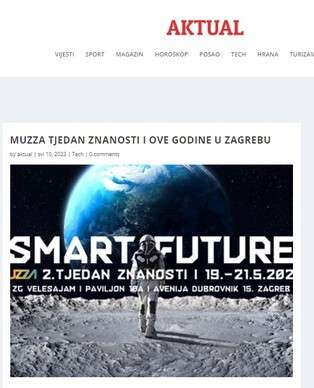 AKTUAL
VIJESTI SPORT MAGAZIN HOROSKOP POSAO TECH HRANA
MUZZA TJEDAN ZNANOSTI I OVE GODINE U ZAGREBU
by aktual | svi 10, 2023 | Tech | 0 comments
SMART FUTURE
2.TJEDAN ZNANOSTI | 19.-21.5.202
ZG VELESAJAM | PAVILJON 10A | AVENIJA DUBROVNIK 15. ZAGREB